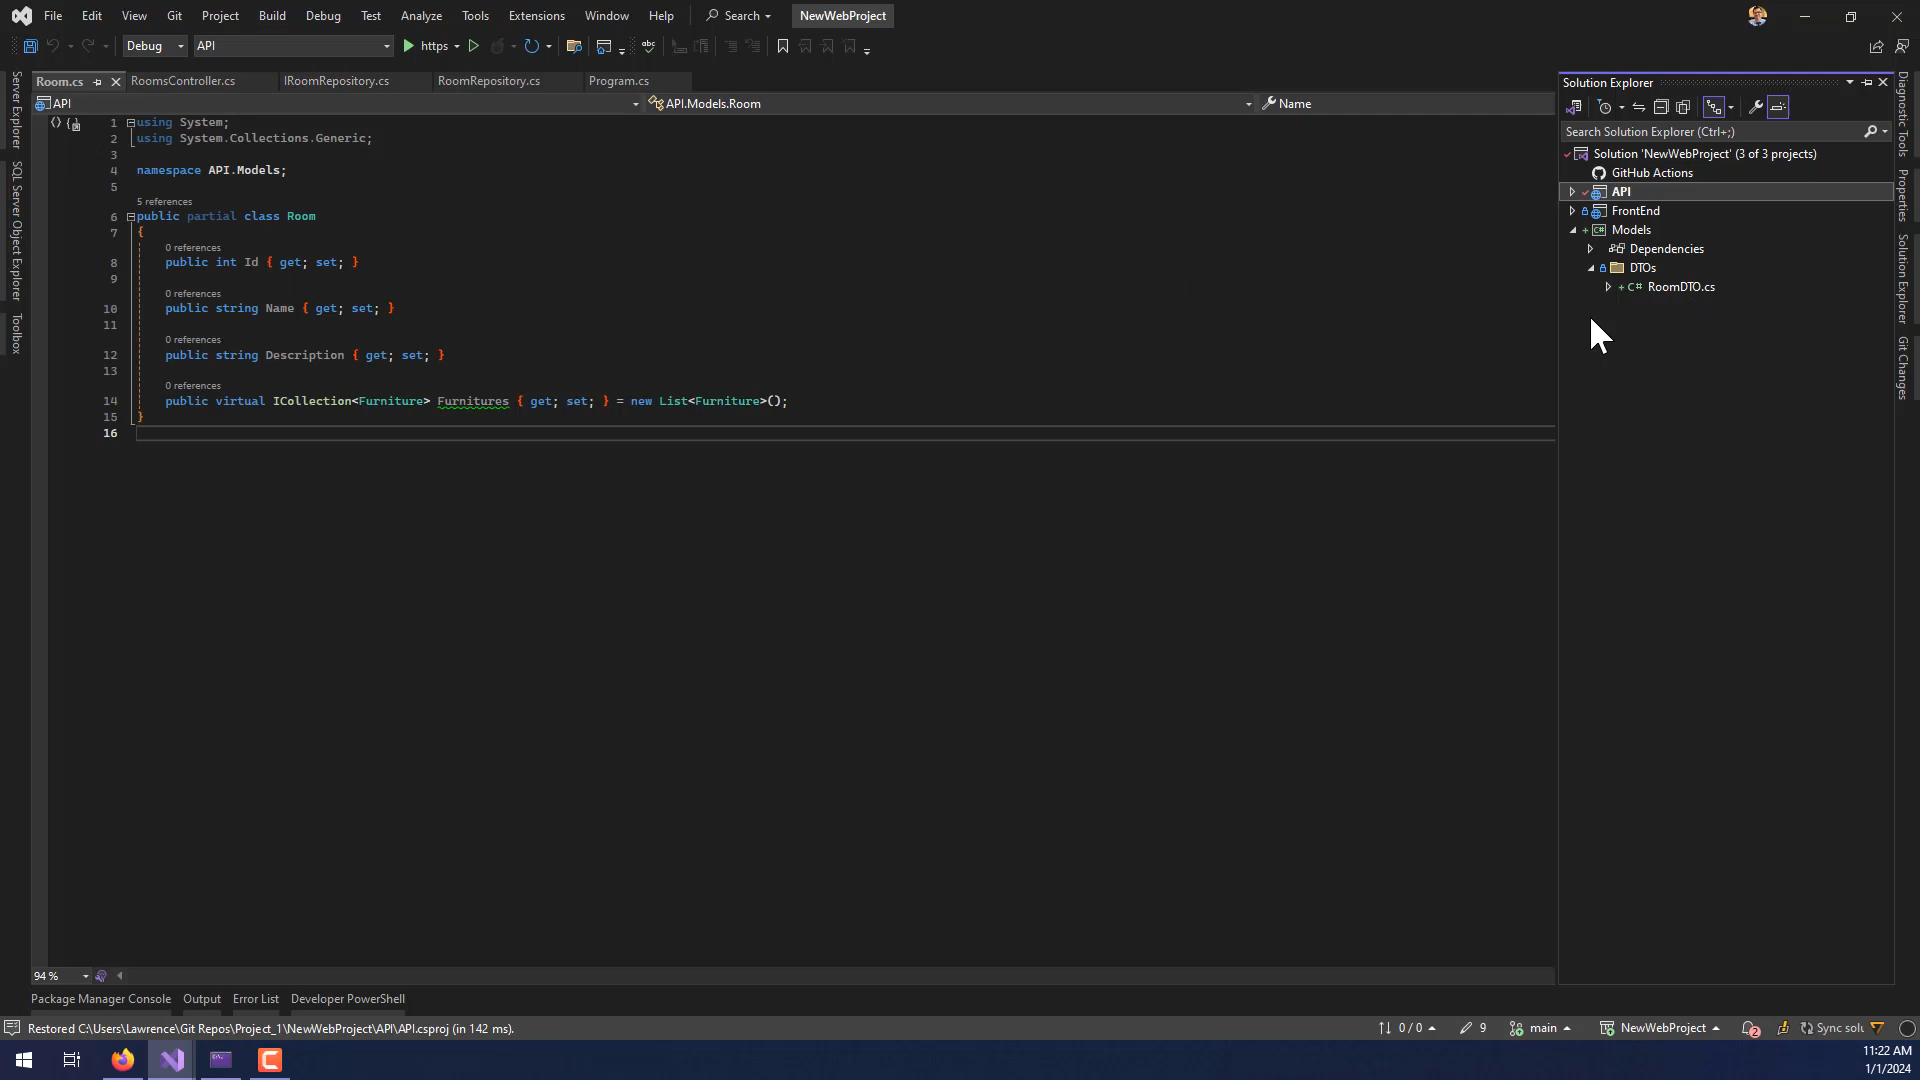 File Edit View Git Project Build Debug Test Analyze Tools Extensions Window Help Search NewWebProject
Debug API https
Room.cs RoomsController.cs IRoomRepository.cs RoomRepository.cs Program.cs
API API.Models.Room Name
1 using System;
2 using System.Collections.Generic;
3
4 namespace API.Models;
5
5 references
6 public partial class Room
7 {
0 references
8 public int Id { get; set; }
9
0 references
10 public string Name { get; set; }
11
0 references
12 public string Description { get; set; }
13
0 references
14 public virtual ICollection<Furniture> Furnitures { get; set; } = new List<Furniture>();
15 }
16
94 %
Server Explorer
SQL Server Object Explorer
Toolbox
Solution Explorer
Search Solution Explorer (Ctrl+;)
Solution 'NewWebProject' (3 of 3 projects)
GitHub Actions
API
FrontEnd
Models
Dependencies
DTOs
C# RoomDTO.cs
Diagnostic Tools
Properties
Solution Explorer
Git Changes
Package Manager Console Output Error List Developer PowerShell
Restored C:\Users\Lawrence\Git Repos\Project_1\NewWebProject\API\API.csproj (in 142 ms).
0 / 0 9 main NewWebProject 2 Sync solu
11:22 AM
1/1/2024